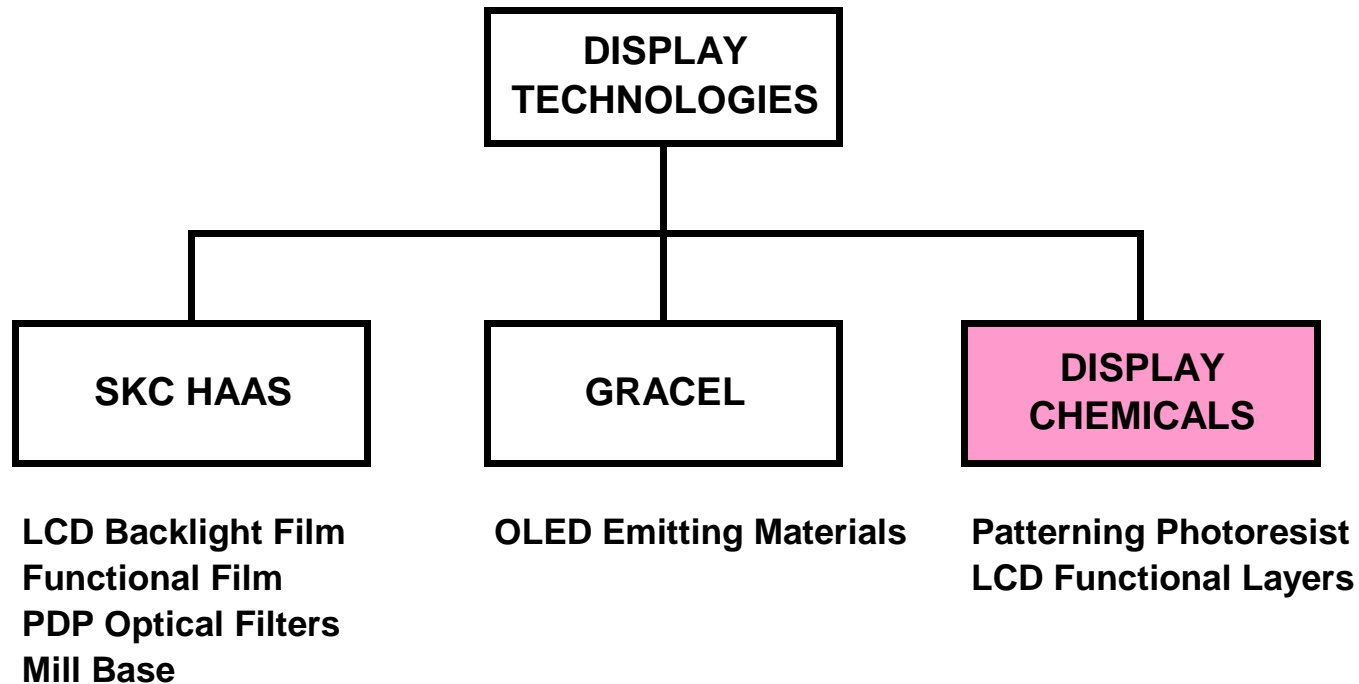 DISPLAY
TECHNOLOGIES
SKC HAAS
GRACEL
DISPLAY
CHEMICALS
LCD Backlight Film
Functional Film
PDP Optical Filters
Mill Base
OLED Emitting Materials
Patterning Photoresist
LCD Functional Layers